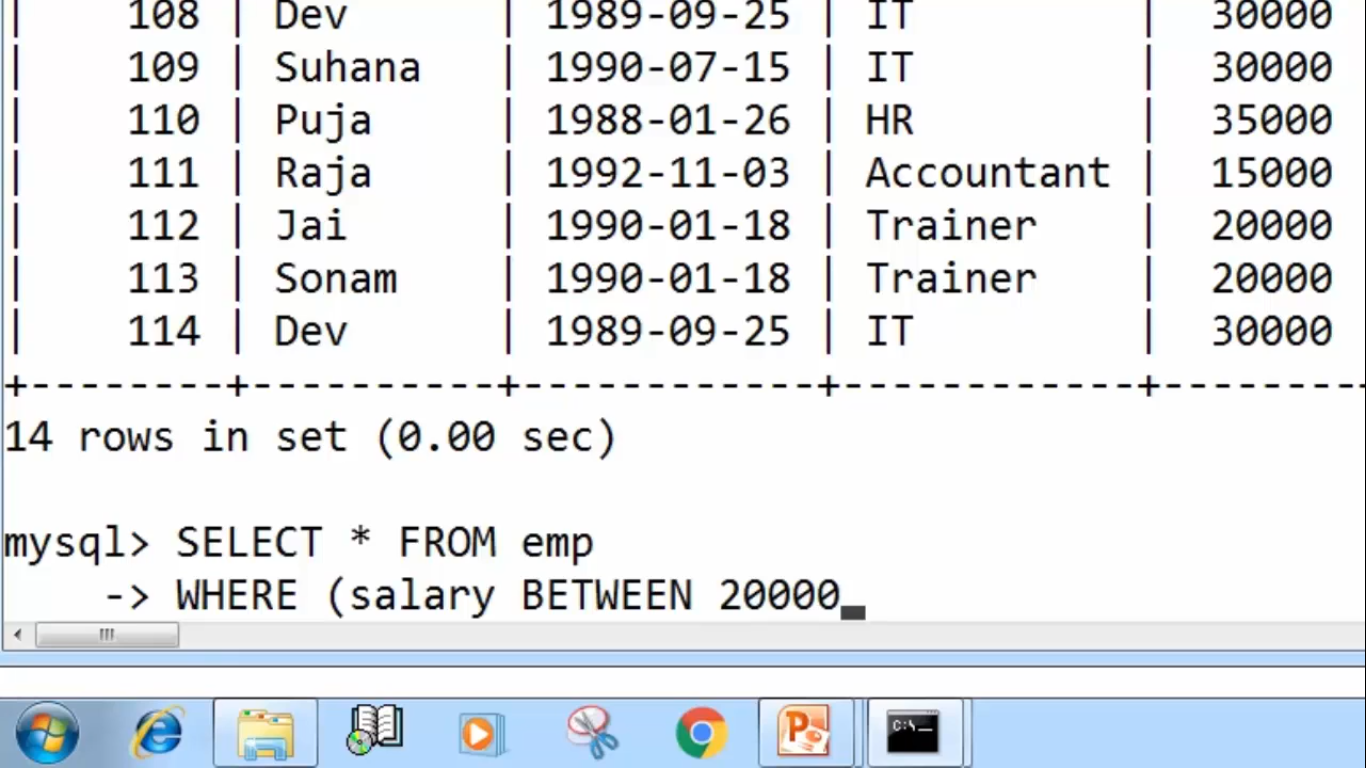 | 108 | Dev | 1989-09-25 | IT | 30000
| 109 | Suhana | 1990-07-15 | IT | 30000
| 110 | Puja | 1988-01-26 | HR | 35000
| 111 | Raja | 1992-11-03 | Accountant | 15000
| 112 | Jai | 1990-01-18 | Trainer | 20000
| 113 | Sonam | 1990-01-18 | Trainer | 20000
| 114 | Dev | 1989-09-25 | IT | 30000
+--------+----------+------------+------------+--------
14 rows in set (0.00 sec)
mysql> SELECT * FROM emp
-> WHERE (salary BETWEEN 20000_